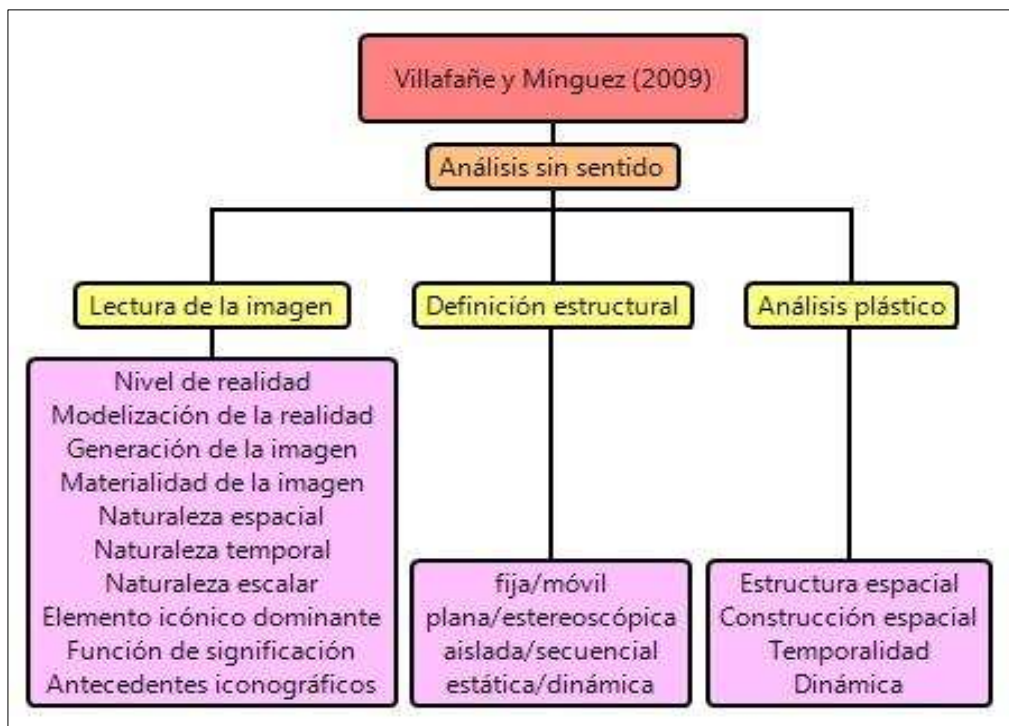 Villafañe y Mínguez (2009)
Análisis sin sentido
Lectura de la imagen
Definición estructural
Análisis plástico
Nivel de realidad
Modelización de la realidad
Generación de la imagen
Materialidad de la imagen
Naturaleza espacial
Naturaleza temporal
Naturaleza escalar
Elemento icónico dominante
Función de significación
Antecedentes iconográficos
fija/móvil
plana/estereoscópica
aislada/secuencial
estática/dinámica
Estructura espacial
Construcción espacial
Temporalidad
Dinámica